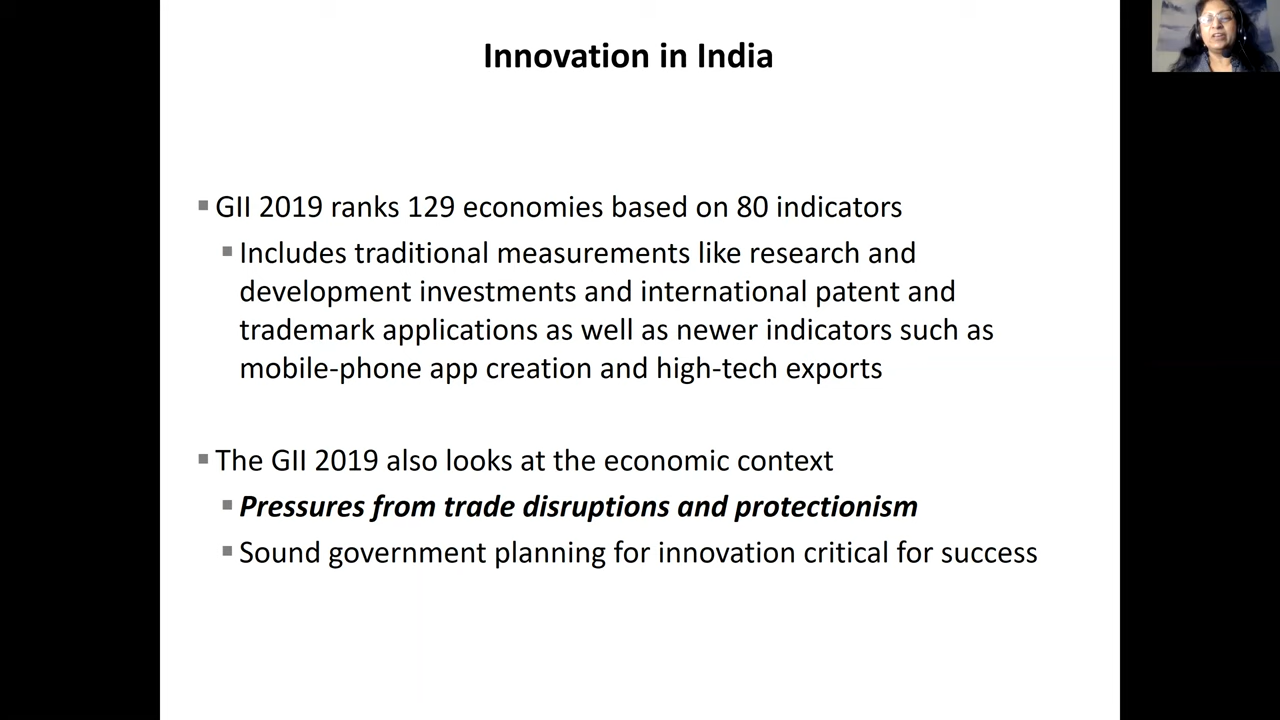 Innovation in India
▪ GII 2019 ranks 129 economies based on 80 indicators
▪ Includes traditional measurements like research and
development investments and international patent and
trademark applications as well as newer indicators such as
mobile-phone app creation and high-tech exports
▪ The GII 2019 also looks at the economic context
▪ Pressures from trade disruptions and protectionism
▪ Sound government planning for innovation critical for success